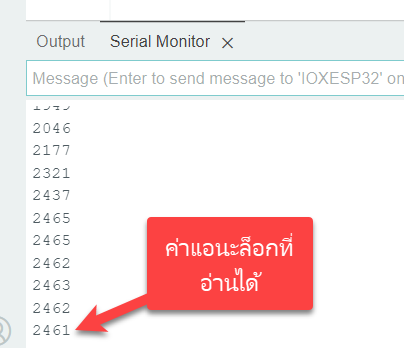 Output
Serial Monitor
Message (Enter to send message to 'IOXESP32' on
1949
2046
2177
2321
2437
2465
2465
2462
2463
2462
2461
ค่าแอนะล็อกที่
อ่านได้